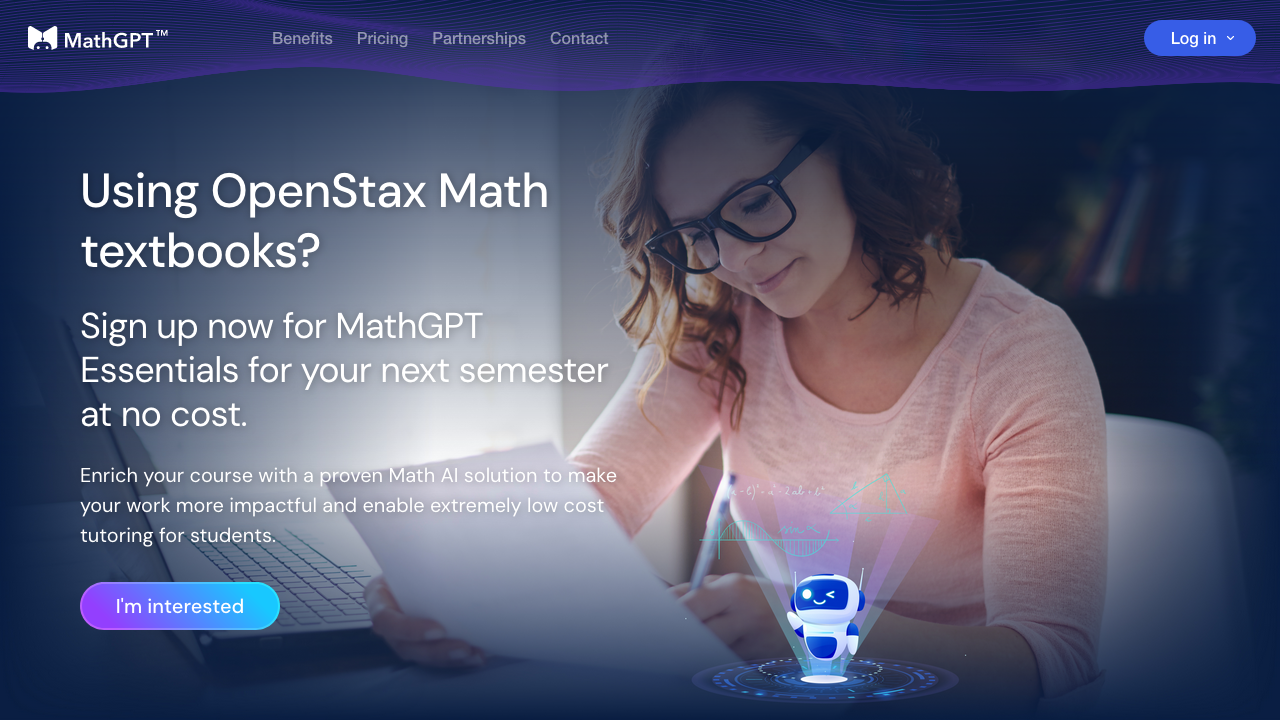 MathGPT™
Benefits
Pricing
Partnerships
Contact
Log in
Using OpenStax Math
textbooks?
Sign up now for MathGPT
Essentials for your next semester
at no cost.
Enrich your course with a proven Math AI solution to make
your work more impactful and enable extremely low cost
tutoring for students.
I'm interested